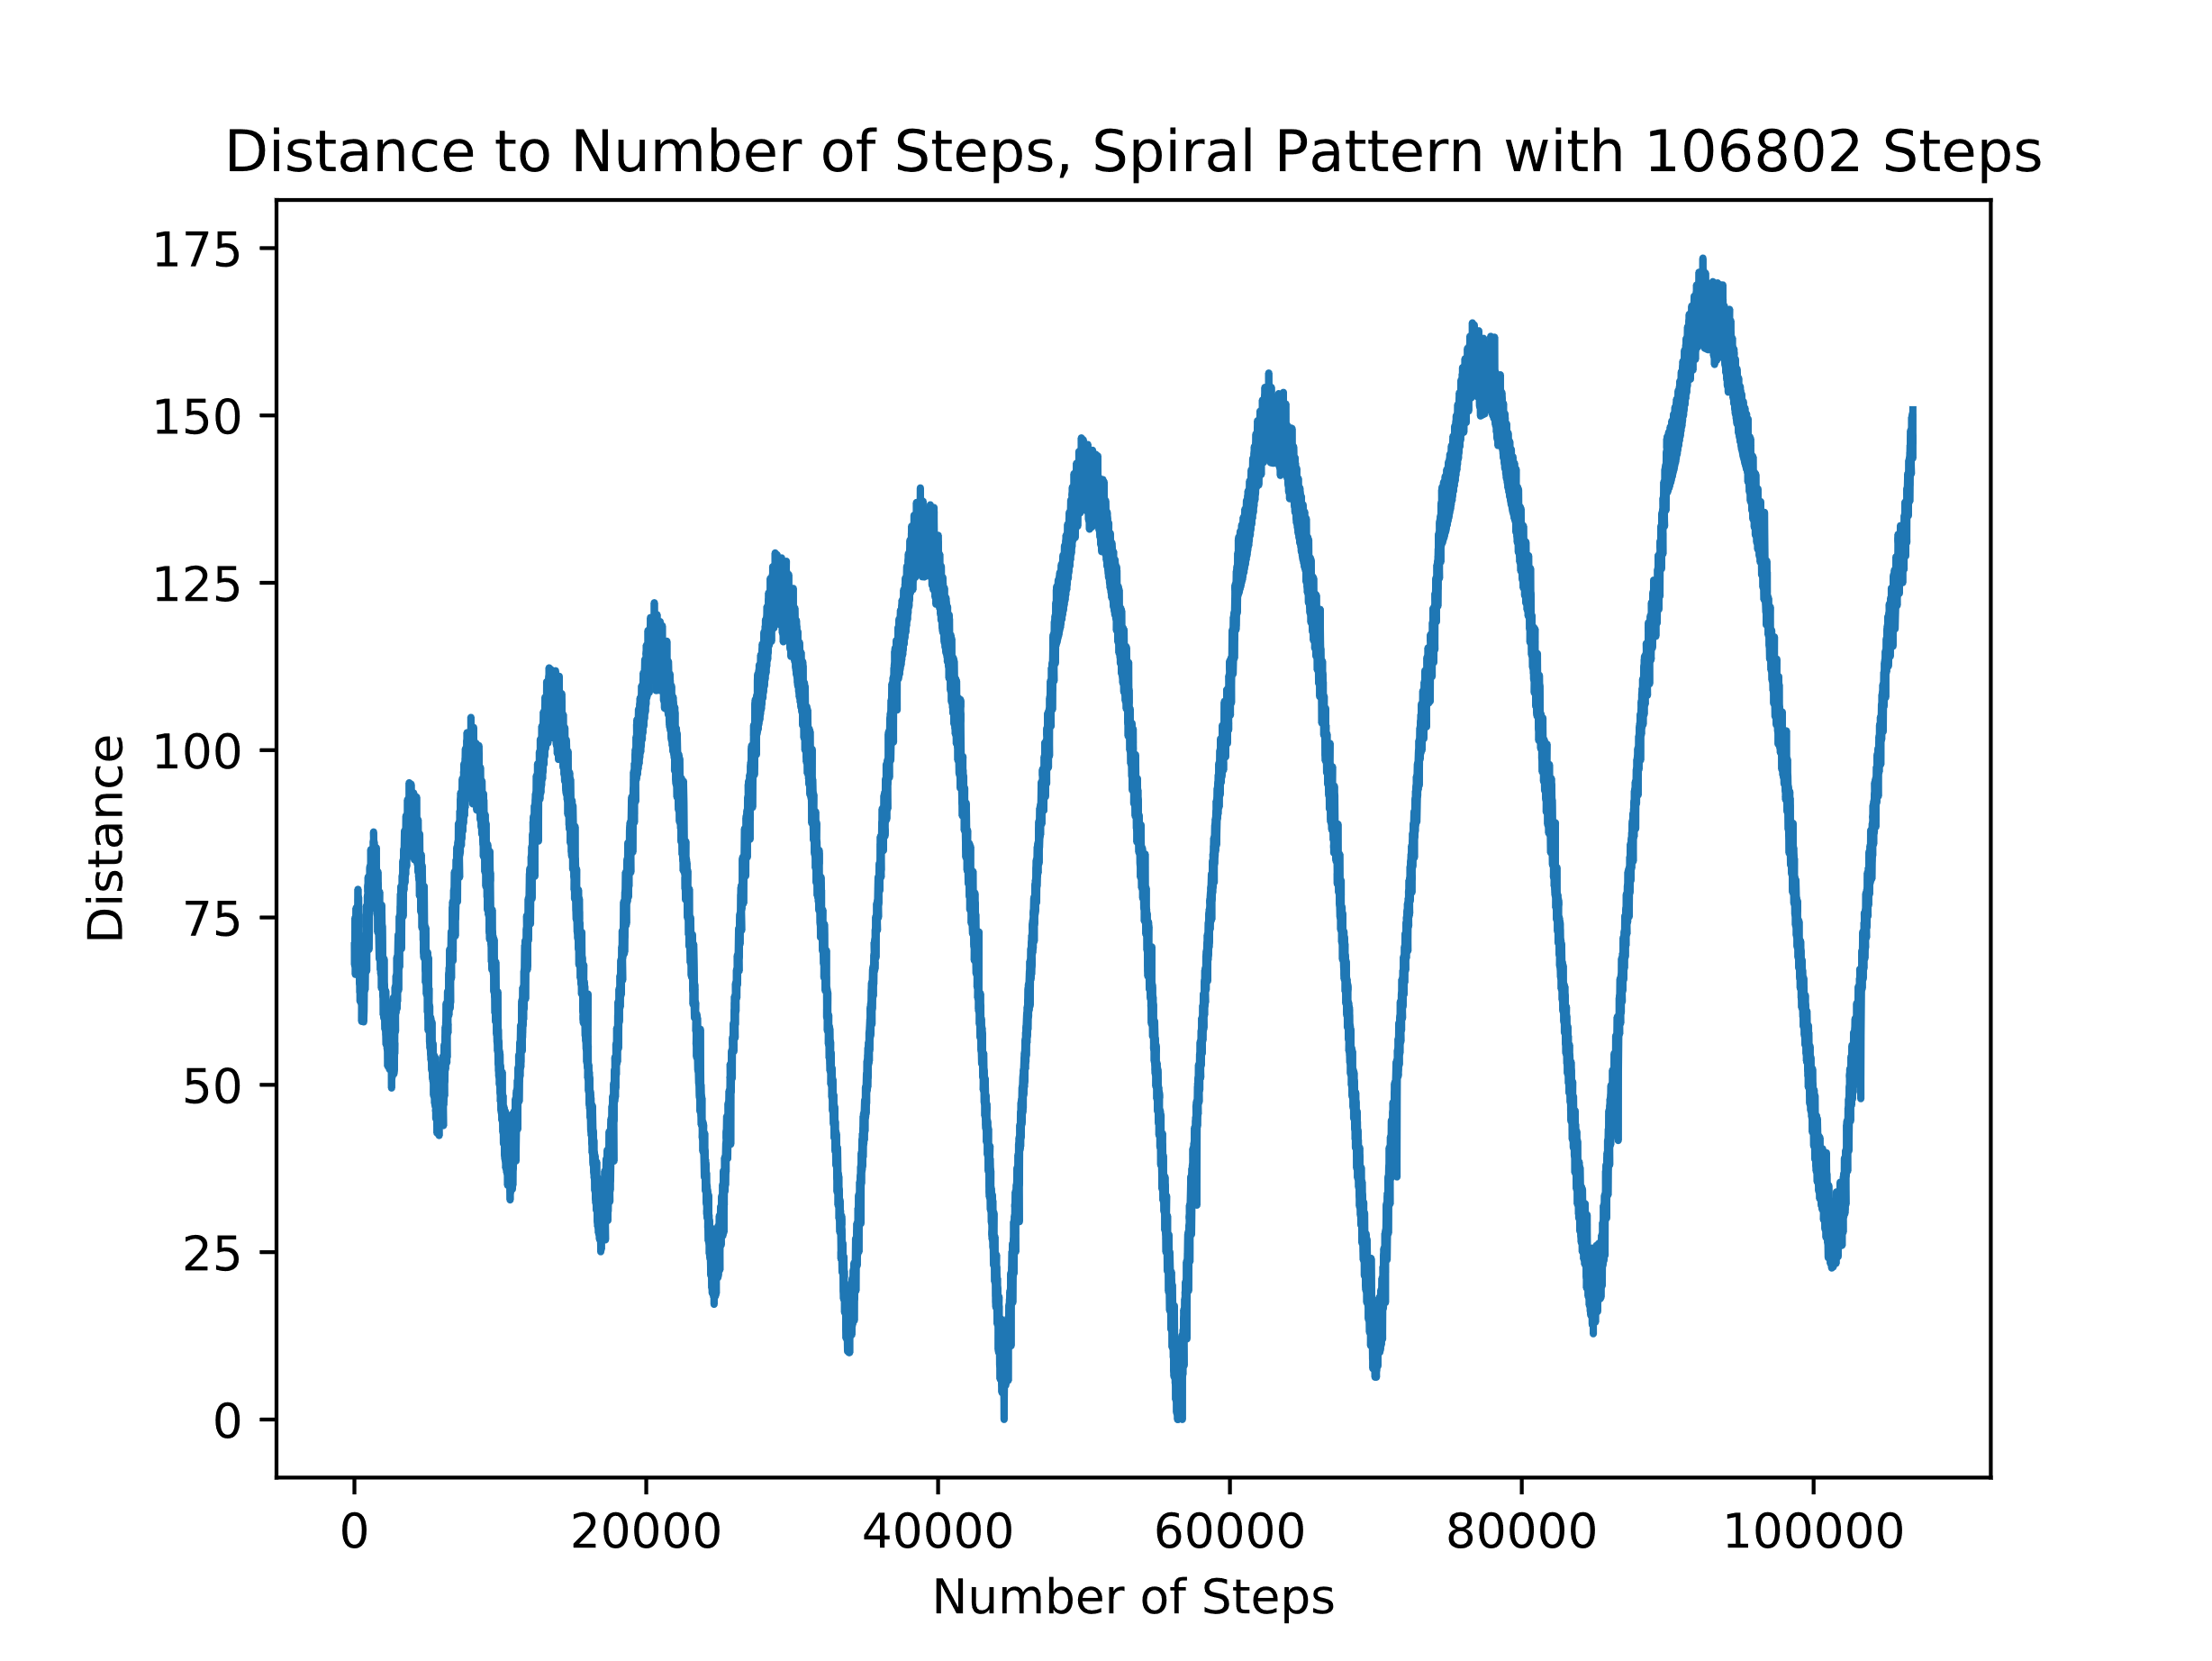 Distance to Number of Steps, Spiral Pattern with 106802 Steps
175
150
125
100
75
50
25
0
Distance
0 20000 40000 60000 80000 100000
Number of Steps